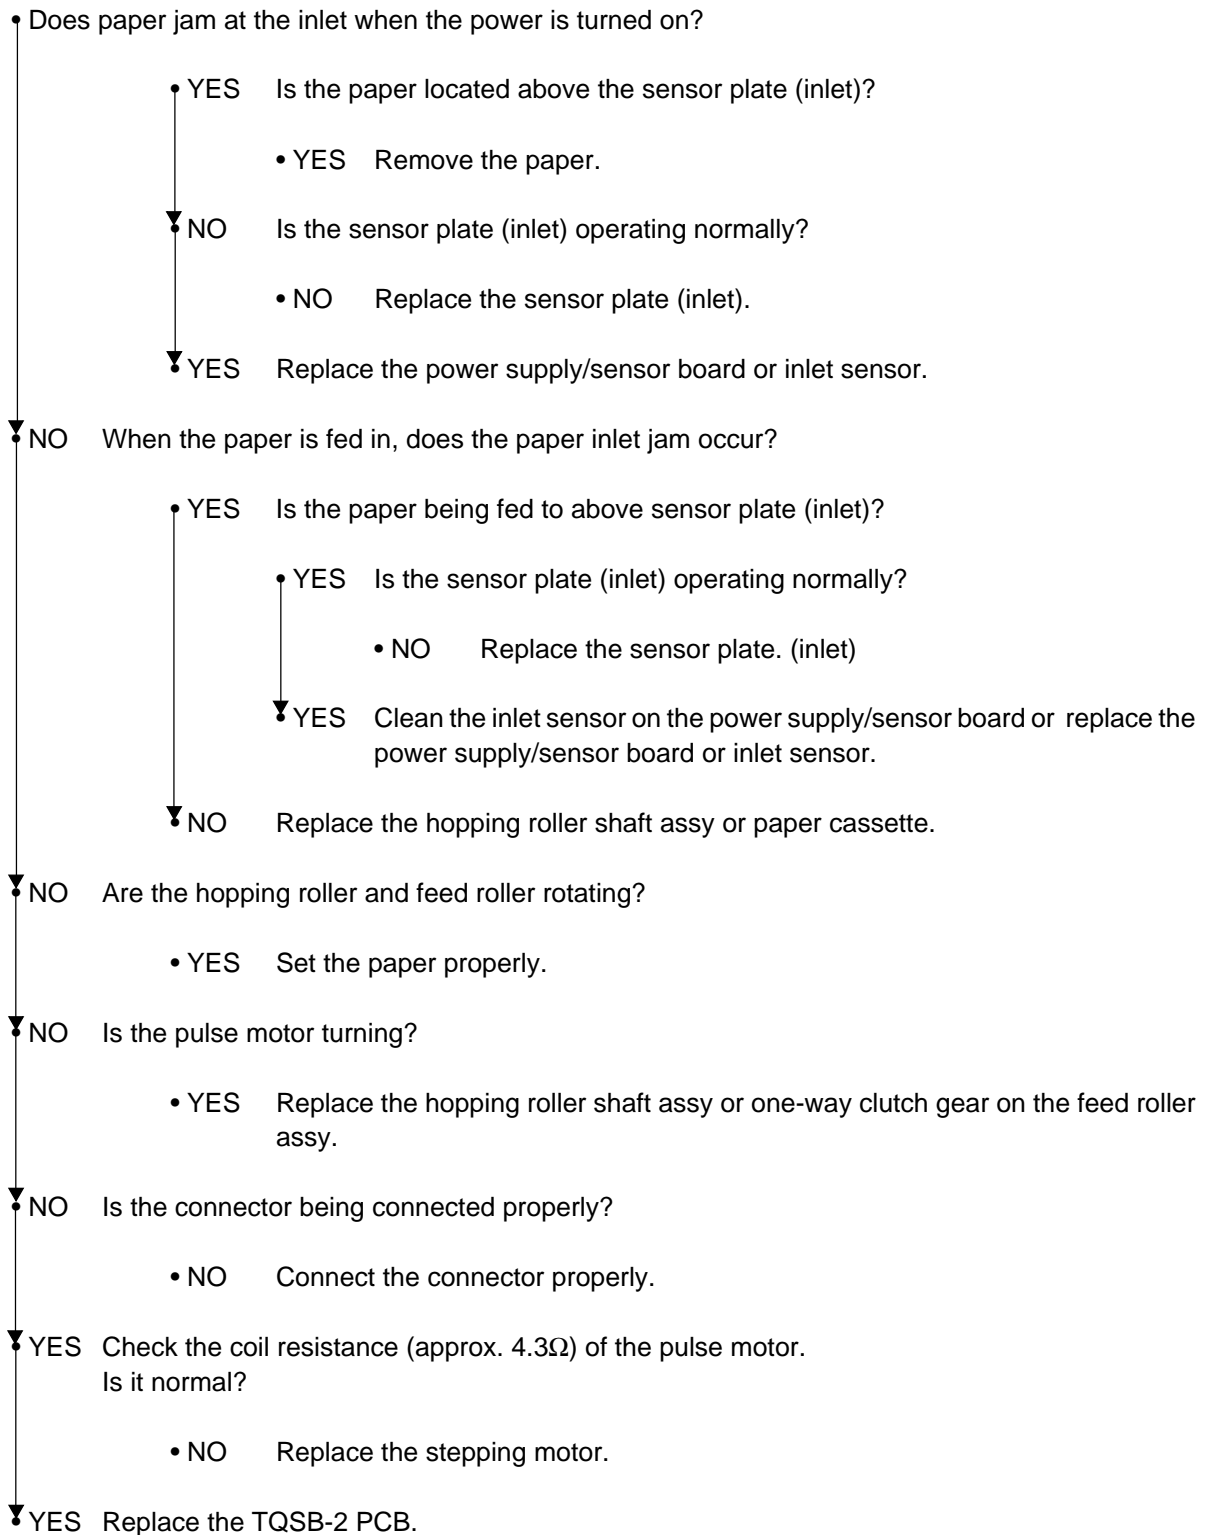 • Does paper jam at the inlet when the power is turned on?
• YES Is the paper located above the sensor plate (inlet)?
• YES Remove the paper.
• NO Is the sensor plate (inlet) operating normally?
• NO Replace the sensor plate (inlet).
• YES Replace the power supply/sensor board or inlet sensor.
• NO When the paper is fed in, does the paper inlet jam occur?
• YES Is the paper being fed to above sensor plate (inlet)?
• YES Is the sensor plate (inlet) operating normally?
• NO Replace the sensor plate. (inlet)
• YES Clean the inlet sensor on the power supply/sensor board or replace the
power supply/sensor board or inlet sensor.
• NO Replace the hopping roller shaft assy or paper cassette.
• NO Are the hopping roller and feed roller rotating?
• YES Set the paper properly.
• NO Is the pulse motor turning?
• YES Replace the hopping roller shaft assy or one-way clutch gear on the feed roller
assy.
• NO Is the connector being connected properly?
• NO Connect the connector properly.
• YES Check the coil resistance (approx. 4.3Ω) of the pulse motor.
Is it normal?
• NO Replace the stepping motor.
• YES Replace the TQSB-2 PCB.